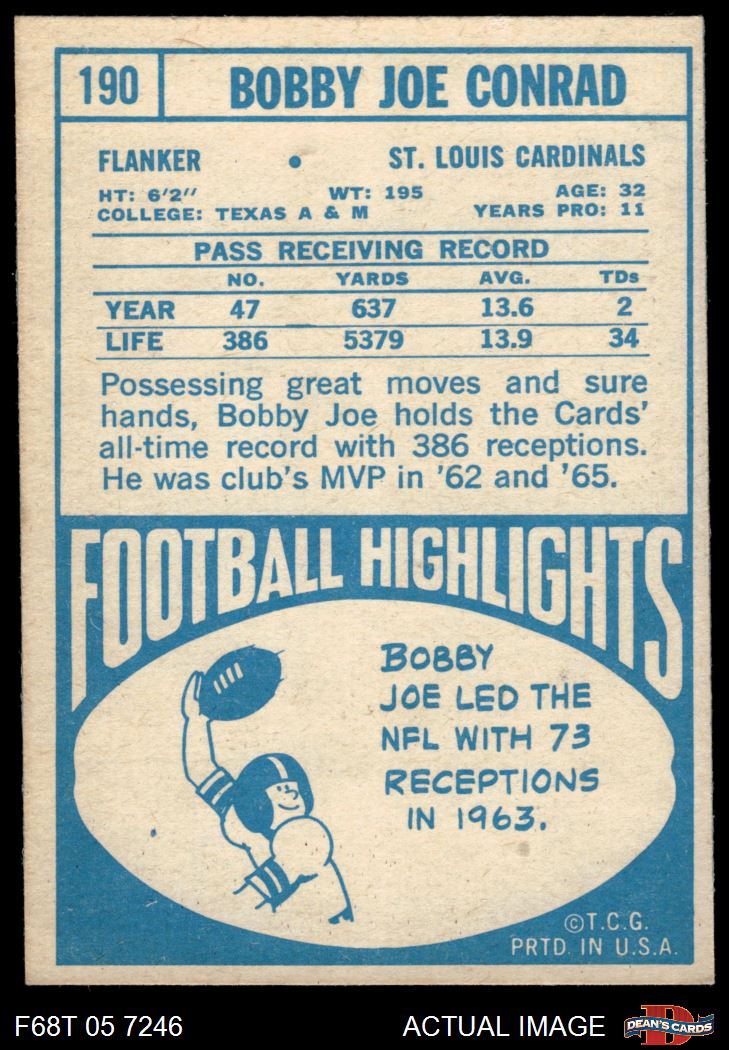 190 BOBBY JOE CONRAD
FLANKER • ST. LOUIS CARDINALS
HT: 6'2" WT: 195 AGE: 32
COLLEGE: TEXAS A & M YEARS PRO: 11
PASS RECEIVING RECORD
NO. YARDS AVG. TDs
YEAR 47 637 13.6 2
LIFE 386 5379 13.9 34
Possessing great moves and sure
hands, Bobby Joe holds the Cards'
all-time record with 386 receptions.
He was club's MVP in '62 and '65.
FOOTBALL HIGHLIGHTS
BOBBY
JOE LED THE
NFL WITH 73
RECEPTIONS
IN 1963.
©T.C.G.
PRTD. IN U.S.A.
F68T 05 7246 ACTUAL IMAGE D DEAN'S CARDS